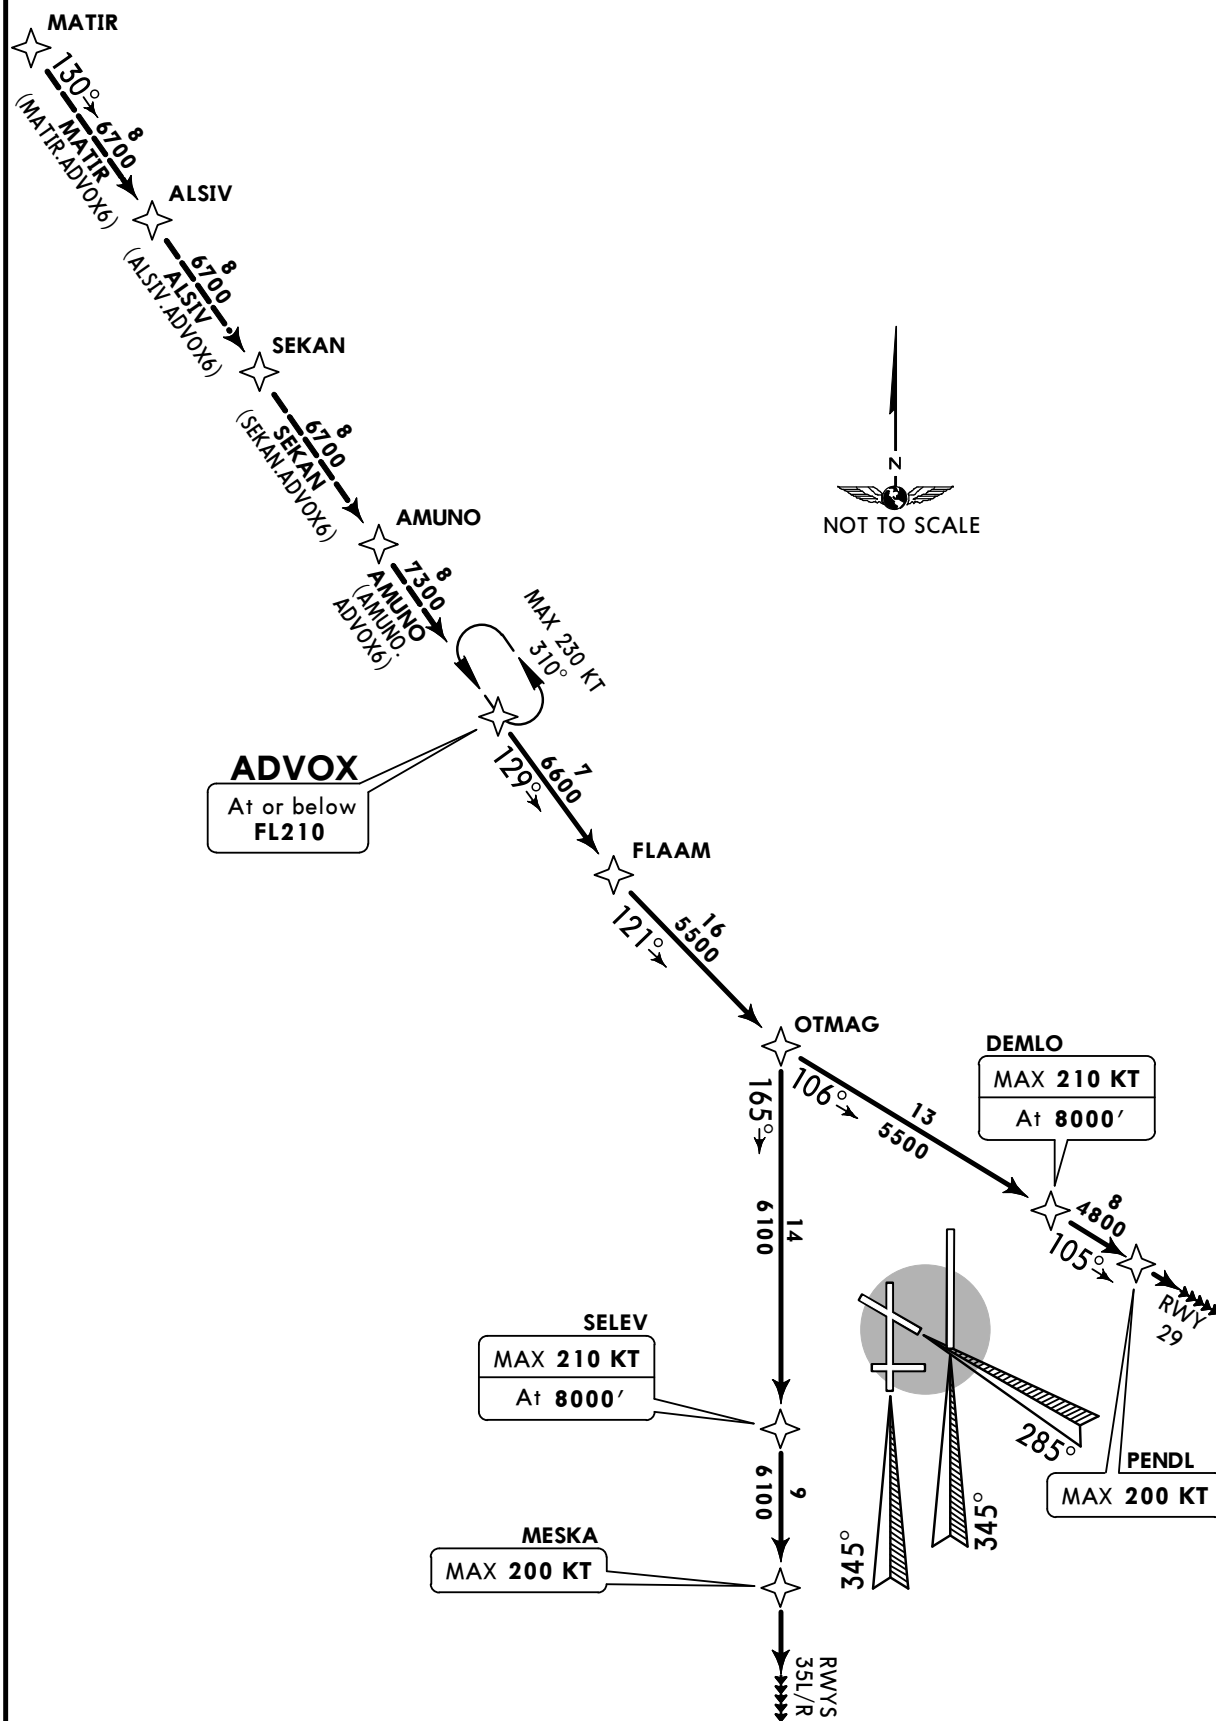 MATIR
130°
8
6700
MATIR
(MATIR.ADVOX6)
ALSIV
8
6700
ALSIV
(ALSIV.ADVOX6)
SEKAN
8
6700
SEKAN
(SEKAN.ADVOX6)
N
NOT TO SCALE
AMUNO
8
7300
AMUNO
(AMUNO.
ADVOX6)
MAX 230 KT
310°
ADVOX
At or below
FL210
129°
7
6600
FLAAM
121°
16
5500
OTMAG
165°
14
6100
106°
13
5500
DEMLO
MAX 210 KT
At 8000'
105°
8
4800
RWY
29
SELEV
MAX 210 KT
At 8000'
9
6100
285°
PENDL
MAX 200 KT
345°
345°
MESKA
MAX 200 KT
RWYS
35L/R